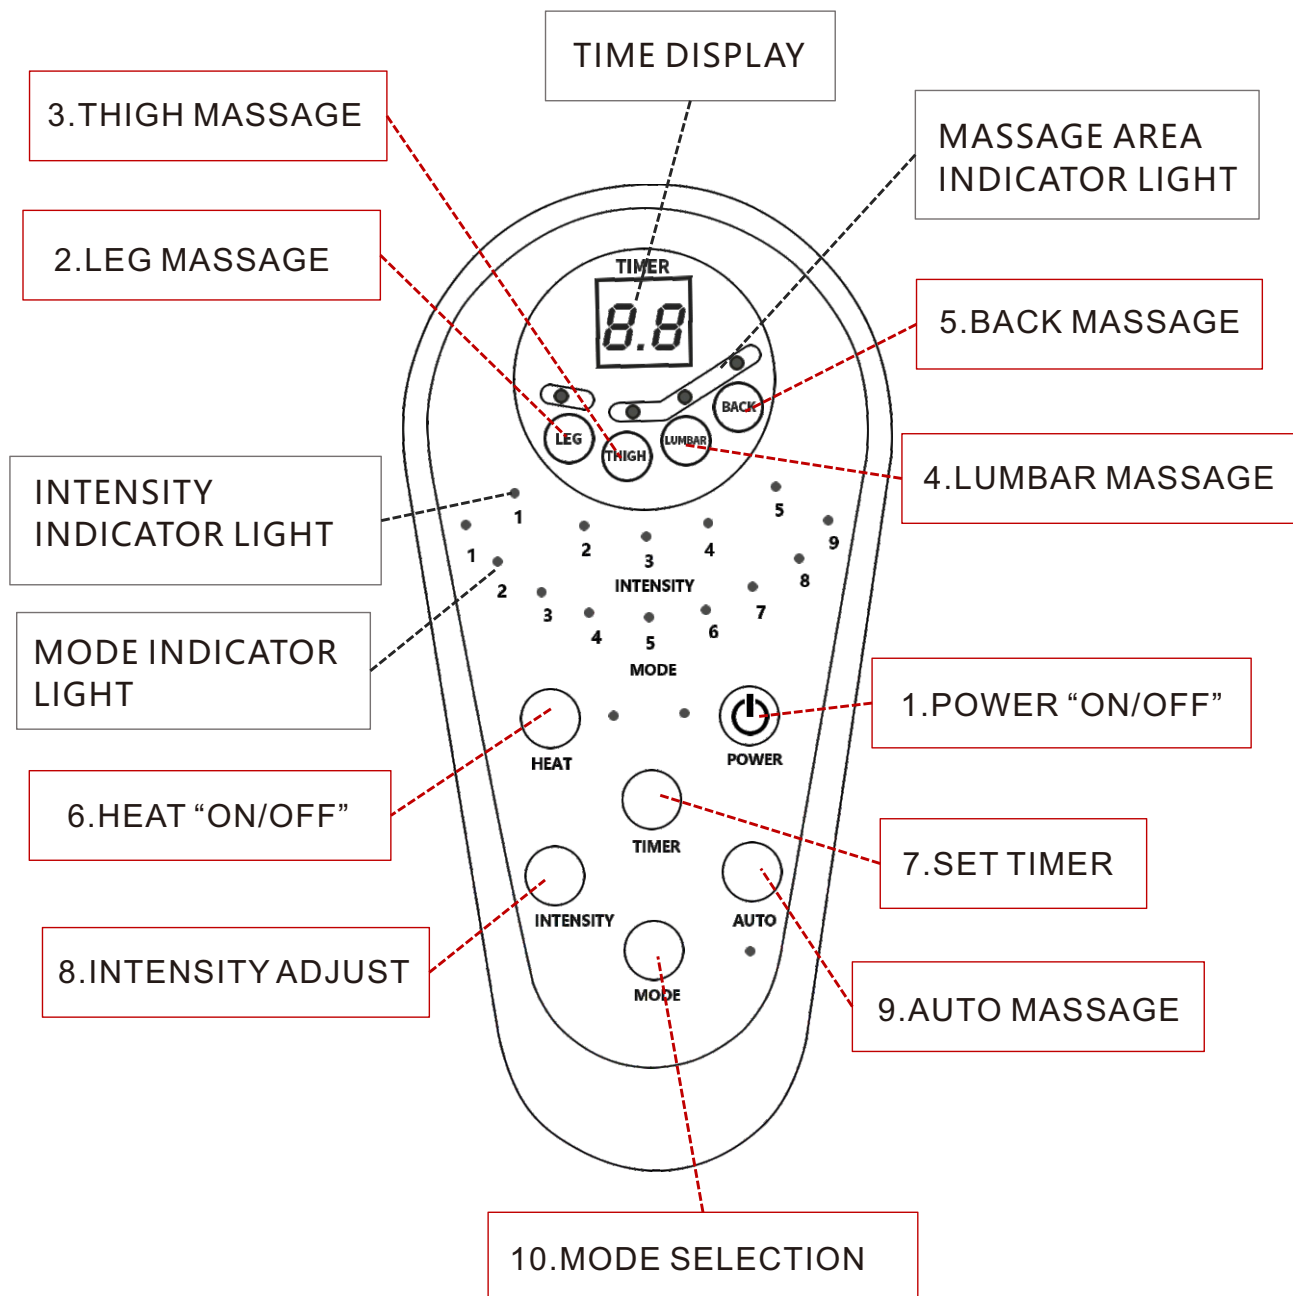 TIME DISPLAY
3.THIGH MASSAGE
MASSAGE AREA
INDICATOR LIGHT
2.LEG MASSAGE
TIMER
8.8
5.BACK MASSAGE
BACK
LEG
LUMBAR
THIGH
4.LUMBAR MASSAGE
INTENSITY
INDICATOR LIGHT
1 2 3 4 5
INTENSITY
1 2 3 4 5 6 7 8 9
MODE
MODE INDICATOR
LIGHT
1.POWER “ON/OFF”
HEAT
POWER
6.HEAT “ON/OFF”
TIMER
7.SET TIMER
INTENSITY
AUTO
8.INTENSITY ADJUST
MODE
9.AUTO MASSAGE
10.MODE SELECTION